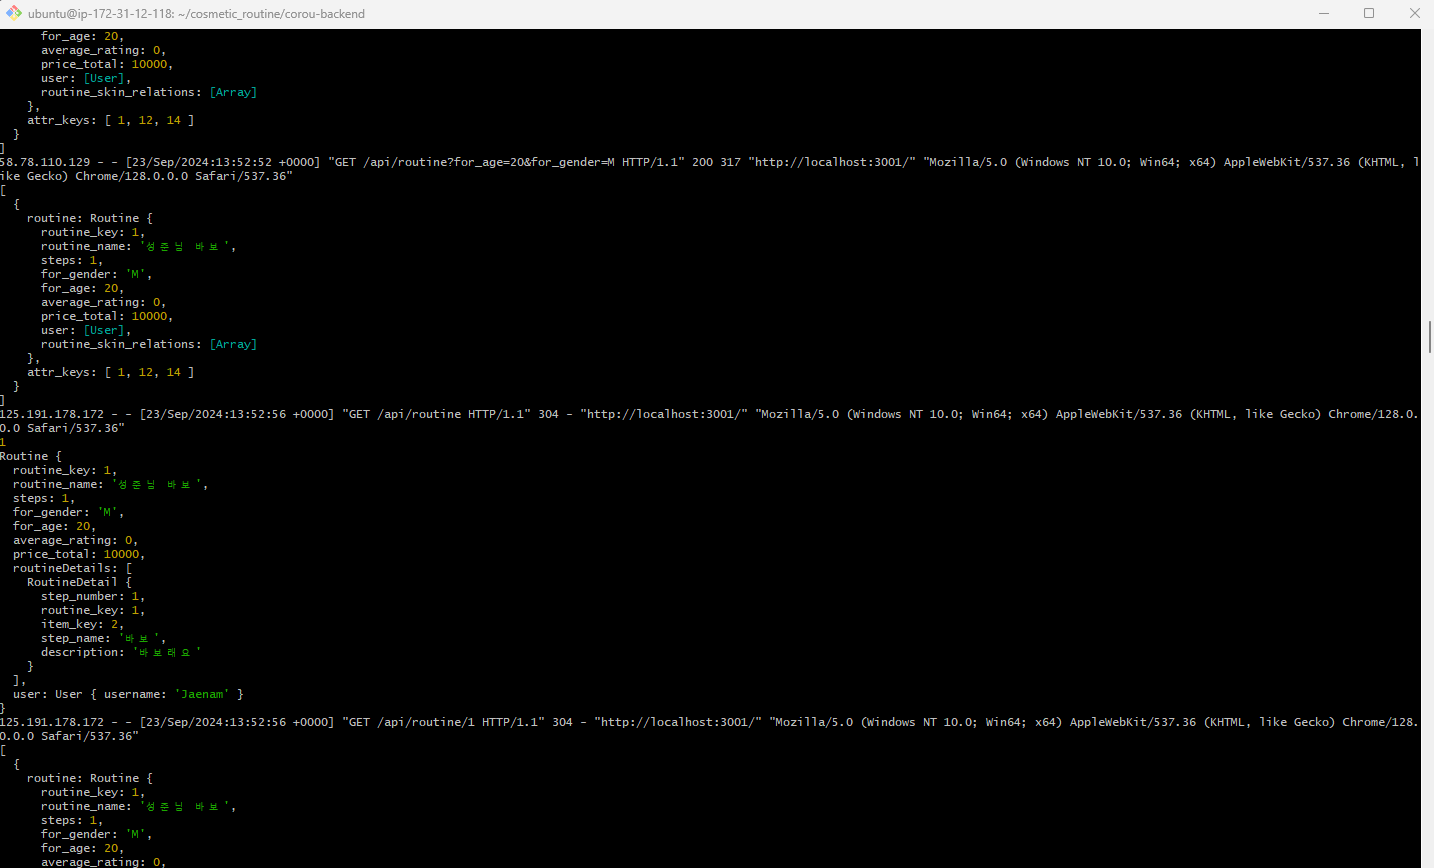 ubuntu@ip-172-31-12-118: ~/cosmetic_routine/corou-backend
for_age: 20,
average_rating: 0,
price_total: 10000,
user: [User],
routine_skin_relations: [Array]
},
attr_keys: [ 1, 12, 14 ]
}
]
58.78.110.129 - - [23/Sep/2024:13:52:52 +0000] "GET /api/routine?for_age=20&for_gender=M HTTP/1.1" 200 317 "http://localhost:3001/" "Mozilla/5.0 (Windows NT 10.0; Win64; x64) AppleWebKit/537.36 (KHTML, l
ike Gecko) Chrome/128.0.0.0 Safari/537.36"
[
{
routine: Routine {
routine_key: 1,
routine_name: '성준님 바보',
steps: 1,
for_gender: 'M',
for_age: 20,
average_rating: 0,
price_total: 10000,
user: [User],
routine_skin_relations: [Array]
},
attr_keys: [ 1, 12, 14 ]
}
]
125.191.178.172 - - [23/Sep/2024:13:52:56 +0000] "GET /api/routine HTTP/1.1" 304 - "http://localhost:3001/" "Mozilla/5.0 (Windows NT 10.0; Win64; x64) AppleWebKit/537.36 (KHTML, like Gecko) Chrome/128.0.
0.0 Safari/537.36"
1
Routine {
routine_key: 1,
routine_name: '성준님 바보',
steps: 1,
for_gender: 'M',
for_age: 20,
average_rating: 0,
price_total: 10000,
routineDetails: [
RoutineDetail {
step_number: 1,
routine_key: 1,
item_key: 2,
step_name: '바보',
description: '바보래요'
}
],
user: User { username: 'Jaenam' }
}
125.191.178.172 - - [23/Sep/2024:13:52:56 +0000] "GET /api/routine/1 HTTP/1.1" 304 - "http://localhost:3001/" "Mozilla/5.0 (Windows NT 10.0; Win64; x64) AppleWebKit/537.36 (KHTML, like Gecko) Chrome/128.
0.0.0 Safari/537.36"
[
{
routine: Routine {
routine_key: 1,
routine_name: '성준님 바보',
steps: 1,
for_gender: 'M',
for_age: 20,
average_rating: 0,